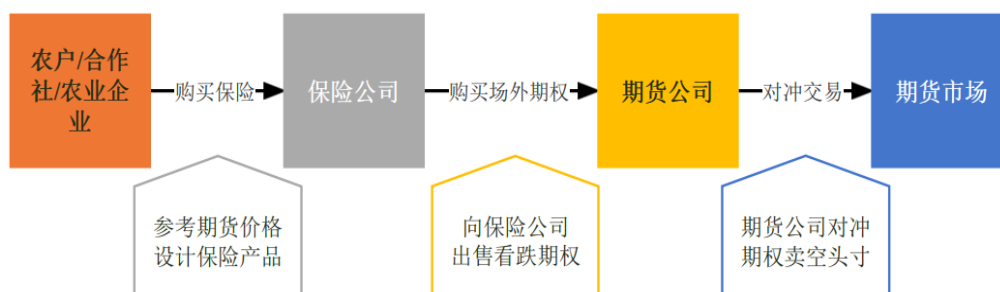 农户/合作
社/农业企
业
购买保险
保险公司
购买场外期权
期货公司
对冲交易
期货市场
参考期货价格
设计保险产品
向保险公司
出售看跌期权
期货公司对冲
期权卖空头寸